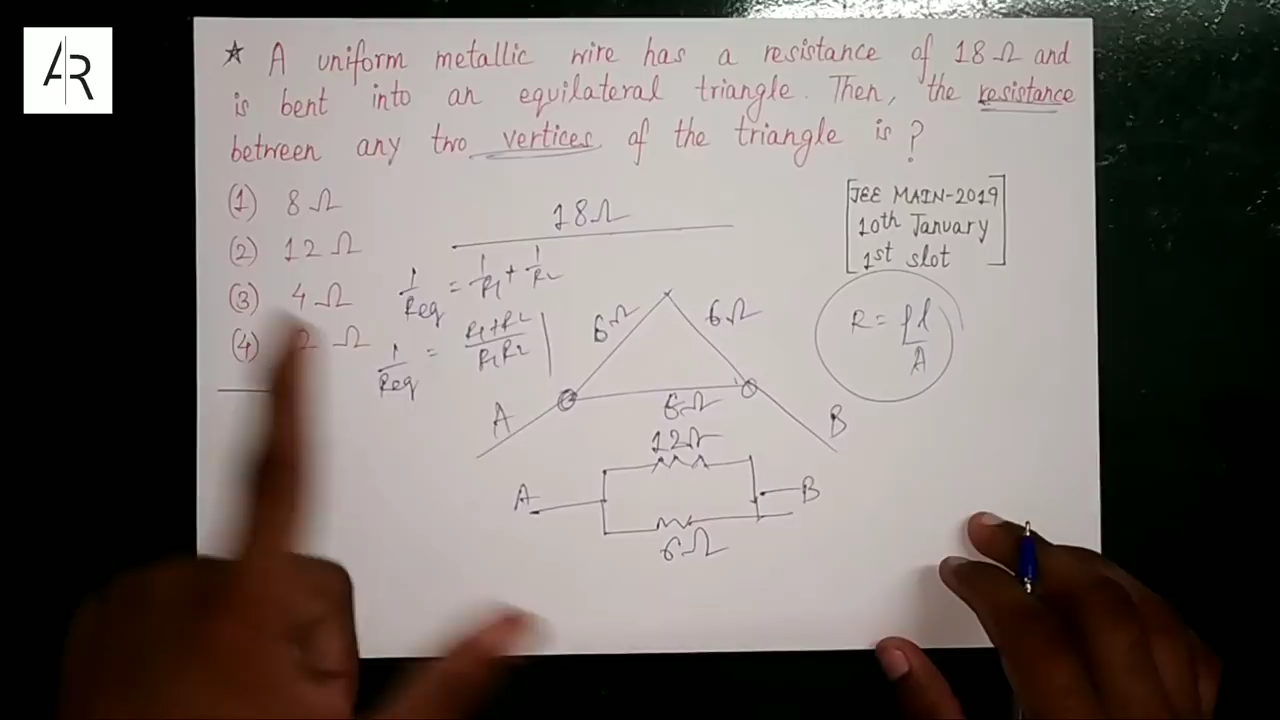 AR
☆ A uniform metallic wire has a resistance of 18 Ω and
is bent into an equilateral triangle. Then, the resistance
between any two vertices of the triangle is ?
(1) 8 Ω
(2) 12 Ω
(3) 4 Ω
(4) 2 Ω
[JEE MAIN-2019
10th January
1st slot]
18 Ω
1/Req = 1/R1 + 1/R2
1/Req = R1+R2/R1R2
R = ρl/A
6Ω 6Ω
6Ω
A B
12Ω
A B
6Ω